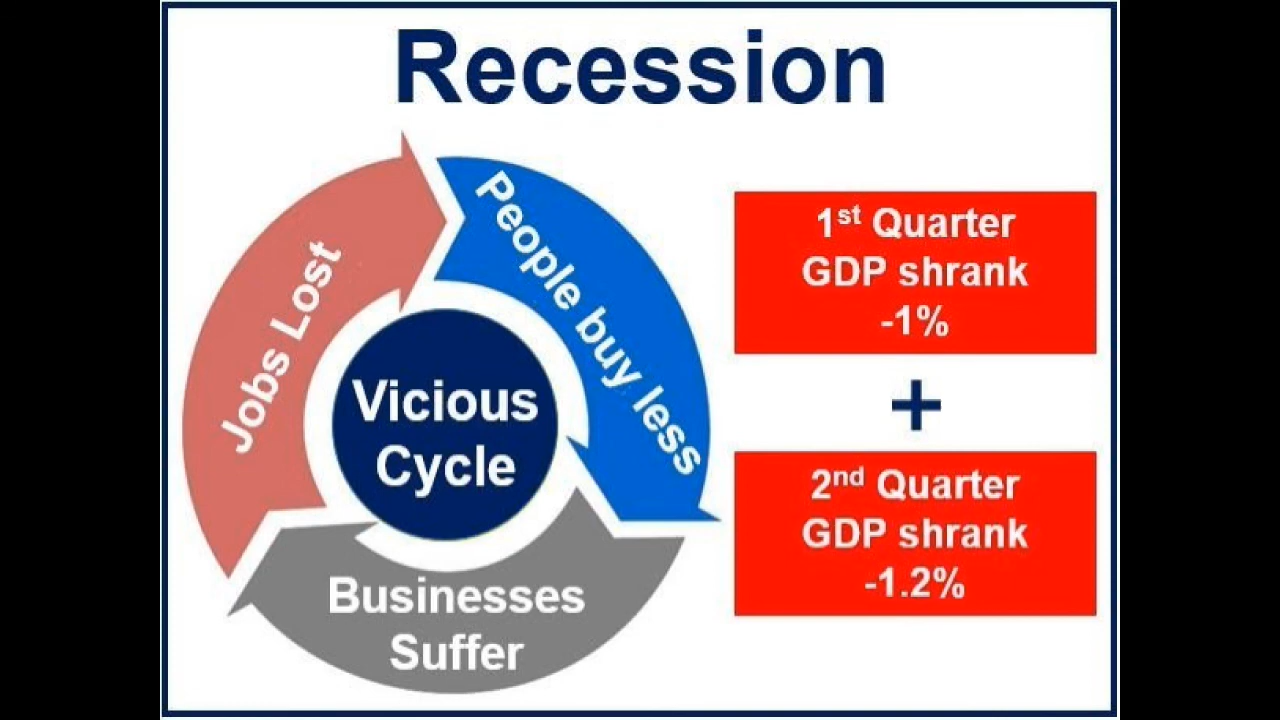 Recession
Jobs Lost
People buy less
Vicious
Cycle
Businesses
Suffer
1st Quarter
GDP shrank
-1%
+
2nd Quarter
GDP shrank
-1.2%